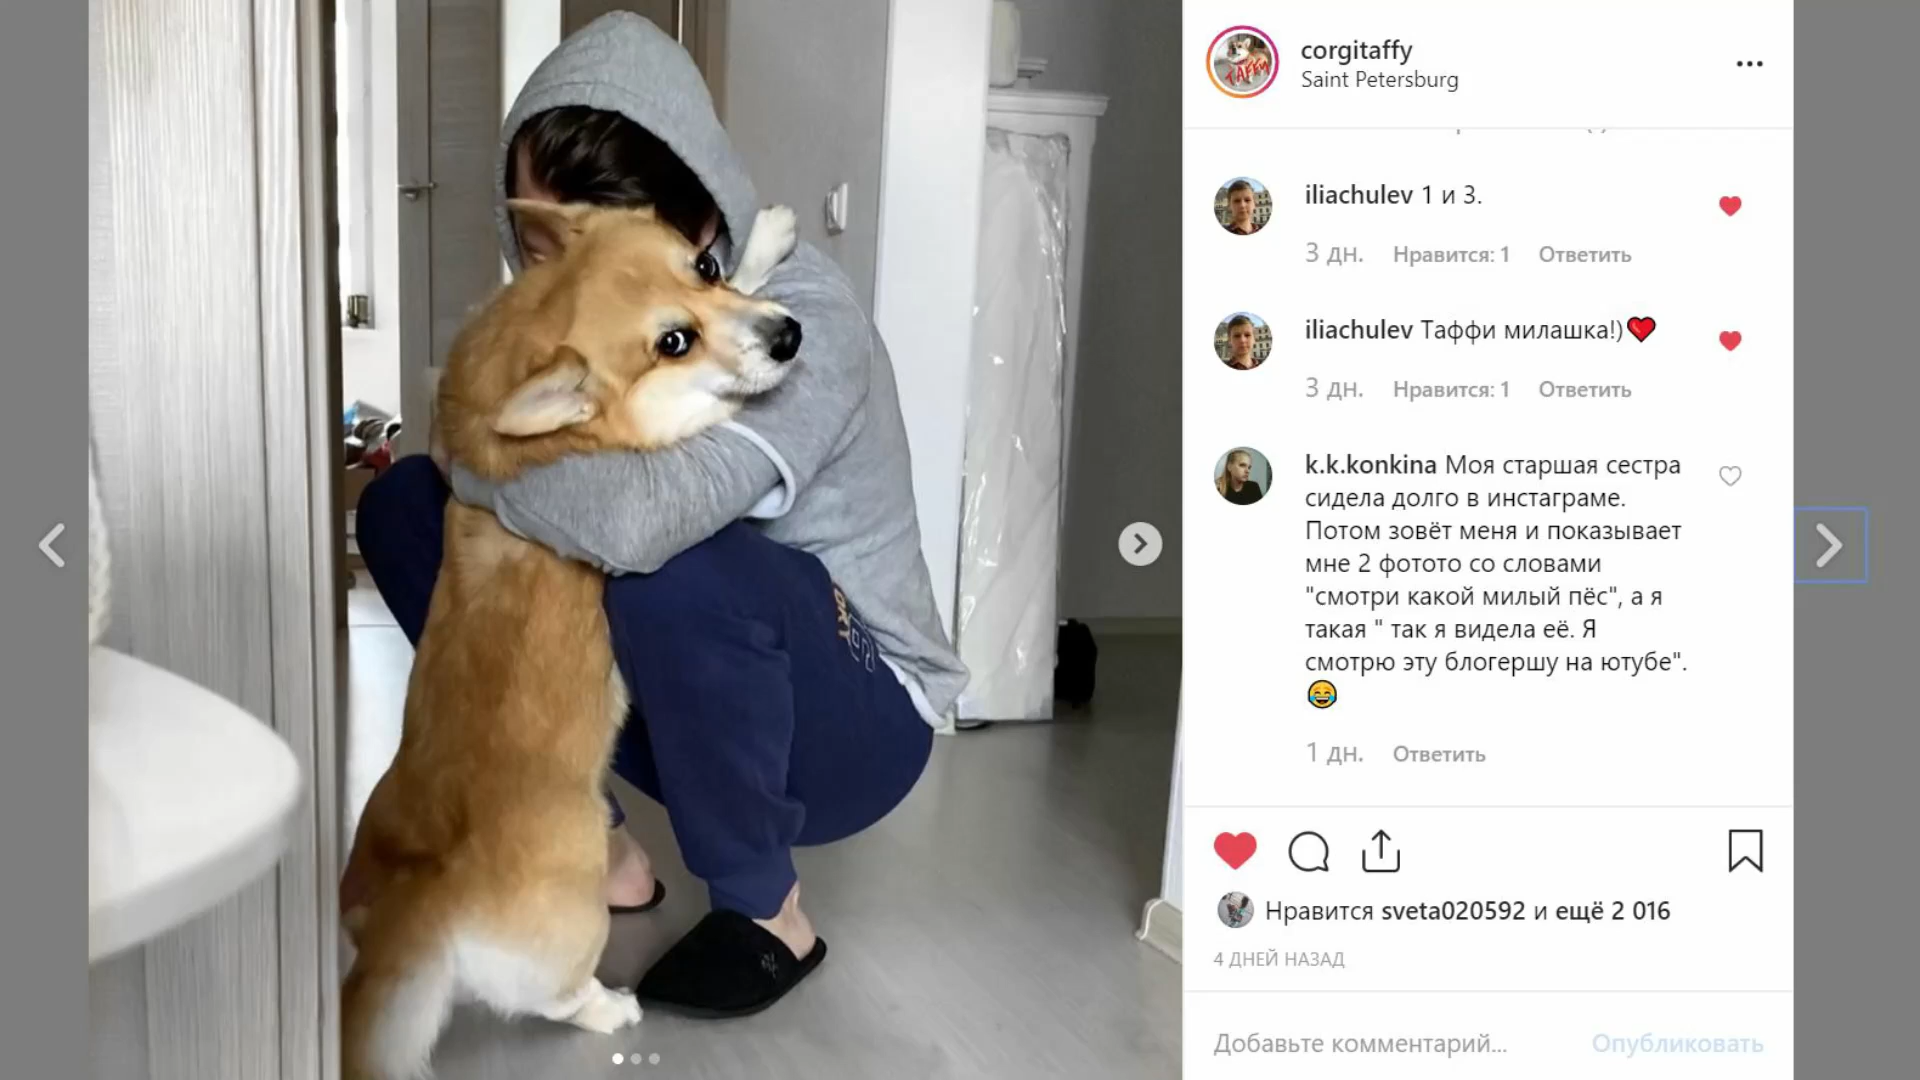 corgitaffy
Saint Petersburg
iliachulev 1 и 3.
3 дн. Нравится: 1 Ответить
iliachulev Таффи милашка!)❤️
3 дн. Нравится: 1 Ответить
k.k.konkina Моя старшая сестра
сидела долго в инстаграме.
Потом зовёт меня и показывает
мне 2 фотото со словами
"смотри какой милый пёс", а я
такая " так я видела её. Я
смотрю эту блогершу на ютубе".
😂
1 дн. Ответить
Нравится sveta020592 и ещё 2 016
4 ДНЕЙ НАЗАД
Добавьте комментарий... Опубликовать